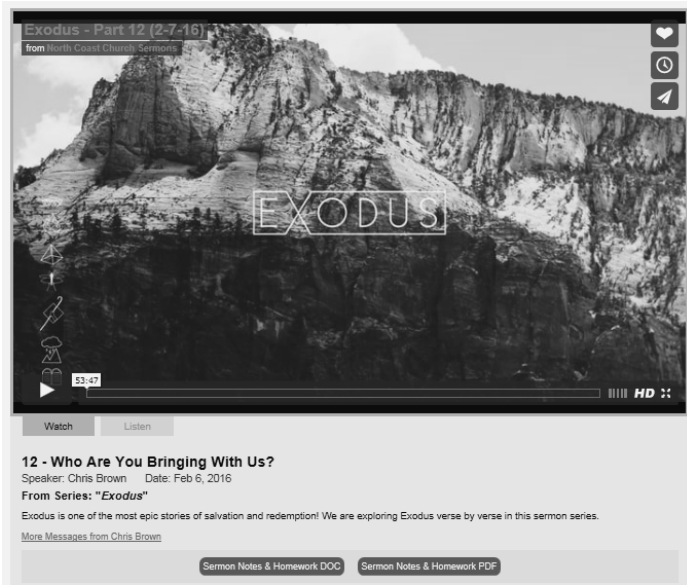 Exodus - Part 12 (2-7-16)
from North Coast Church Sermons
EXODUS
53:47
HD
Watch Listen
12 - Who Are You Bringing With Us?
Speaker: Chris Brown Date: Feb 6, 2016
From Series: "Exodus"
Exodus is one of the most epic stories of salvation and redemption! We are exploring Exodus verse by verse in this sermon series.
More Messages from Chris Brown
Sermon Notes & Homework DOC Sermon Notes & Homework PDF